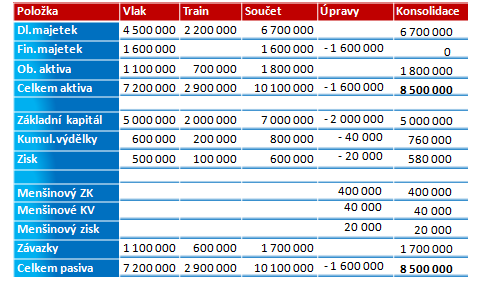 Položka Vlak Train Součet Úpravy Konsolidace
Dl.majetek 4 500 000 2 200 000 6 700 000 6 700 000
Fin.majetek 1 600 000 1 600 000 - 1 600 000 0
Ob. aktiva 1 100 000 700 000 1 800 000 1 800 000
Celkem aktiva 7 200 000 2 900 000 10 100 000 - 1 600 000 8 500 000
Základní kapitál 5 000 000 2 000 000 7 000 000 - 2 000 000 5 000 000
Kumul.výdělky 600 000 200 000 800 000 - 40 000 760 000
Zisk 500 000 100 000 600 000 - 20 000 580 000
Menšinový ZK 400 000 400 000
Menšinové KV 40 000 40 000
Menšinový zisk 20 000 20 000
Závazky 1 100 000 600 000 1 700 000 1 700 000
Celkem pasiva 7 200 000 2 900 000 10 100 000 - 1 600 000 8 500 000